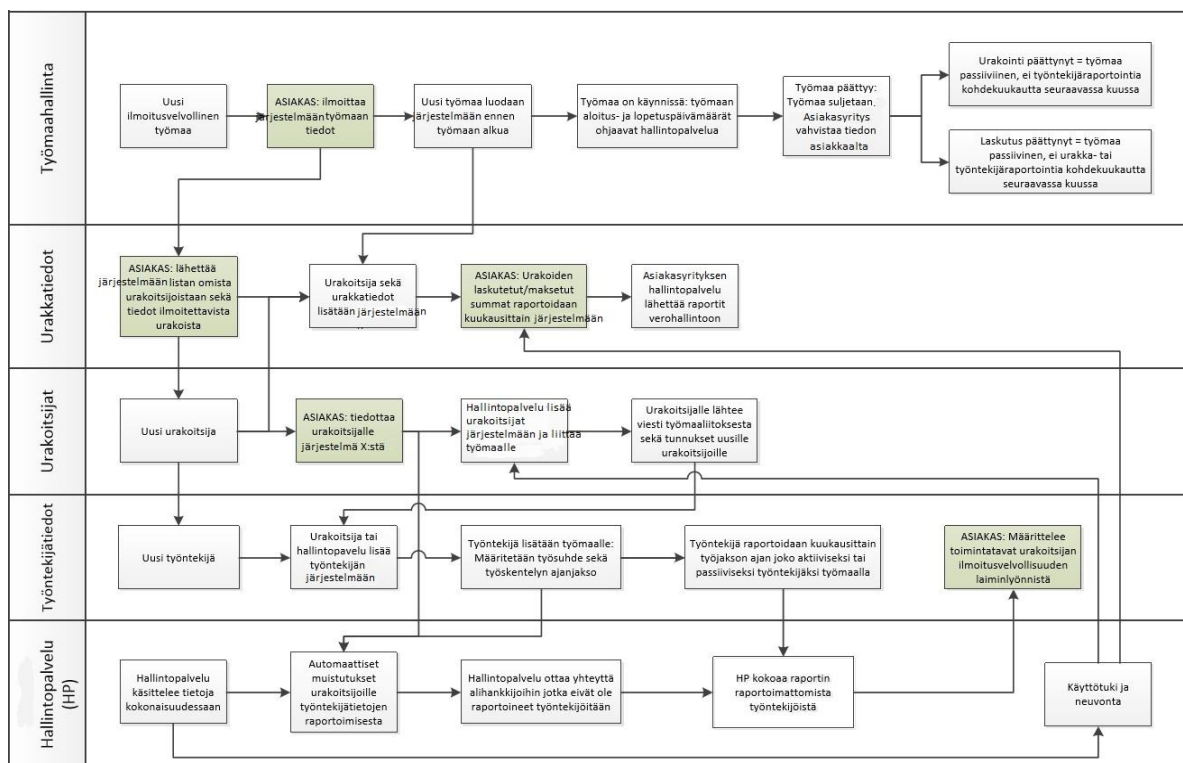 Työmaahallinta
Uusi
ilmoitusvelvollinen
työmaa
ASIAKAS: ilmoittaa
järjestelmään työmaan
tiedot
Uusi työmaa luodaan
järjestelmään ennen
työmaan alkua
Työmaa on käynnissä: työmaan
aloitus- ja lopetuspäivämäärät
ohjaavat hallintopalvelua
Työmaa päättyy:
Työmaa suljetaan.
Asiakasyritys
vahvistaa tiedon
asiakkaalta
Urakointi päättynyt = työmaa
passiiviinen, ei työntekijäraportointia
kohdekuukautta seuraavassa kuussa
Laskutus päättynyt = työmaa
passiivinen, ei urakka- tai
työntekijäraportointia kohdekuukautta
seuraavassa kuussa
Urakkatiedot
ASIAKAS: lähettää
järjestelmään listan omista
urakoitsijoistaan sekä
tiedot ilmoitettavista
urakoista
Urakoitsija sekä
urakkatiedot
lisätään järjestelmään
ASIAKAS: Urakoiden
laskutetut/maksetut
summat raportoidaan
kuukausittain järjestelmään
Asiakasyrityksen
hallintopalvelu
lähettää raportit
verohallintoon
Urakoitsijat
Uusi urakoitsija
ASIAKAS: tiedottaa
urakoitsijalle
järjestelmä X:stä
Hallintopalvelu lisää
urakoitsijat
järjestelmään ja liittää
työmaalle
Urakoitsijalle lähtee
viesti työmaaliitoksesta
sekä tunnukset uusille
urakoitsijoille
Työntekijätiedot
Uusi työntekijä
Urakoitsija tai
hallintopavelu lisää
työntekijän
järjestelmään
Työntekijä lisätään työmaalle:
Määritetään työsuhde sekä
työskentelyn ajanjakso
Työntekijä raportoidaan kuukausittain
työjakson ajan joko aktiiviseksi tai
passiiviseksi työntekijäksi työmaalla
ASIAKAS: Määrittelee
toimintatavat urakoitsijan
ilmoitusvelvollisuuden
laiminlyönnistä
Hallintopalvelu
(HP)
Hallintopalvelu
käsittelee tietoja
kokonaisuudessaan
Automaattiset
muistutukset
urakoitsijoille
työntekijätietojen
raportoimisesta
Hallintopalvelu ottaa yhteyttä
alihankkijoihin jotka eivät ole
raportoineet työntekijöitään
HP kokoaa raportin
raportoimattomista
työntekijöistä
Käyttötuki ja
neuvonta